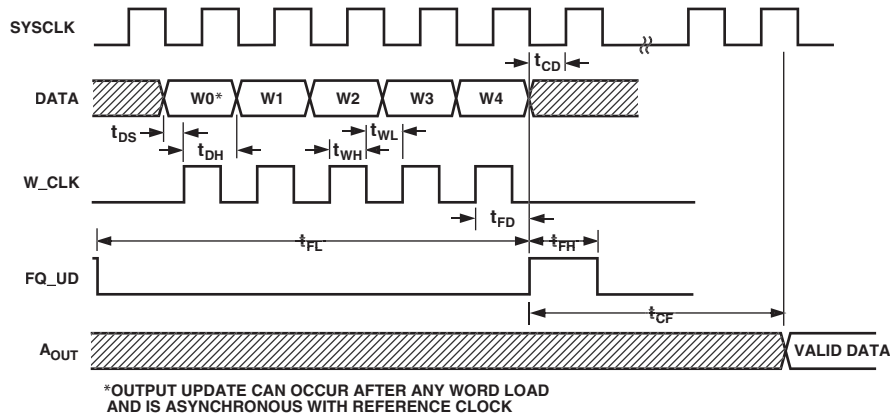 SYSCLK
tCD
DATA
W0*
W1
W2
W3
W4
tDS
tDH
tWH
tWL
W_CLK
tFD
tFL
tFH
FQ_UD
tCF
AOUT
VALID DATA
*OUTPUT UPDATE CAN OCCUR AFTER ANY WORD LOAD
AND IS ASYNCHRONOUS WITH REFERENCE CLOCK